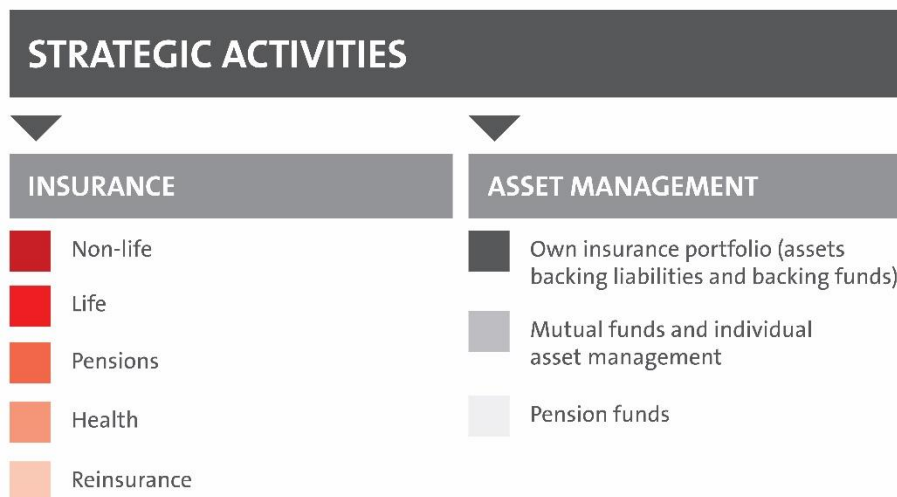 STRATEGIC ACTIVITIES
INSURANCE
Non-life
Life
Pensions
Health
Reinsurance
ASSET MANAGEMENT
Own insurance portfolio (assets
backing liabilities and backing funds)
Mutual funds and individual
asset management
Pension funds